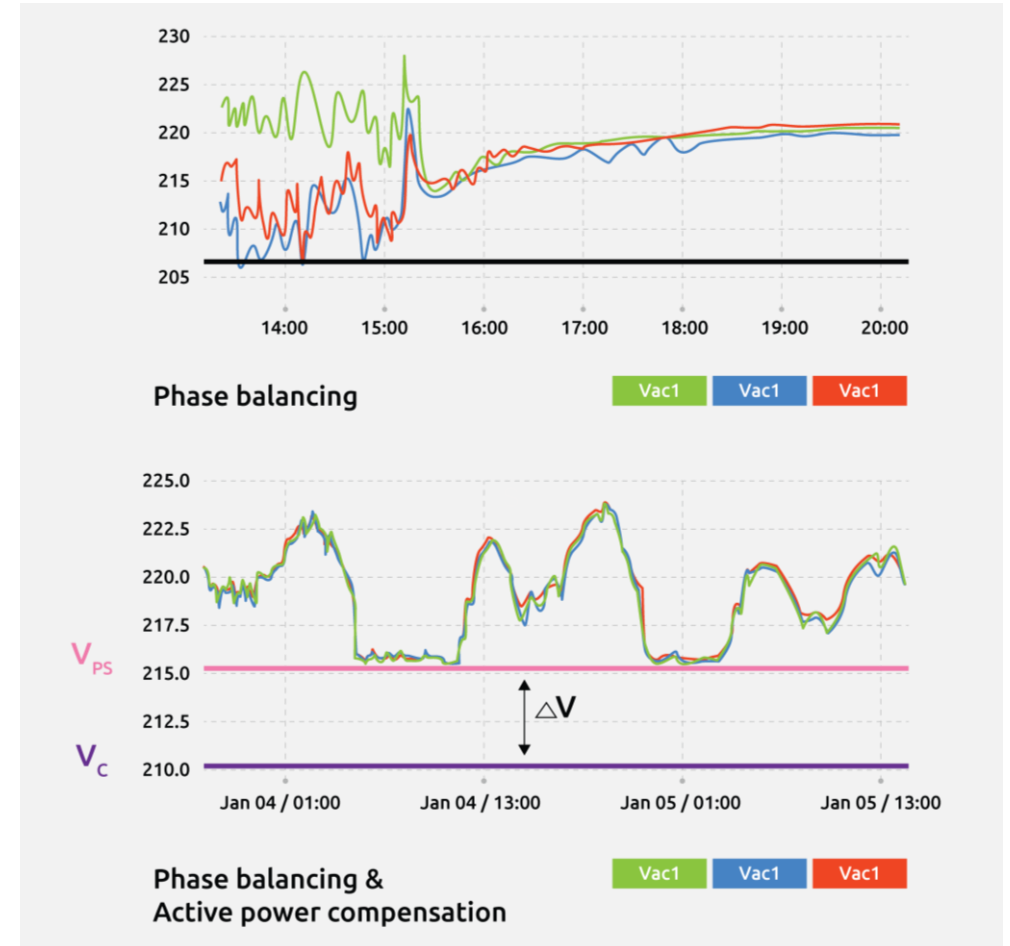 230
225
220
215
210
205
14:00 15:00 16:00 17:00 18:00 19:00 20:00
Phase balancing
Vac1 Vac1 Vac1
225.0
222.5
220.0
217.5
VPS
215.0
△V
212.5
VC
210.0
Jan 04 / 01:00 Jan 04 / 13:00 Jan 05 / 01:00 Jan 05 / 13:00
Phase balancing &
Active power compensation
Vac1 Vac1 Vac1